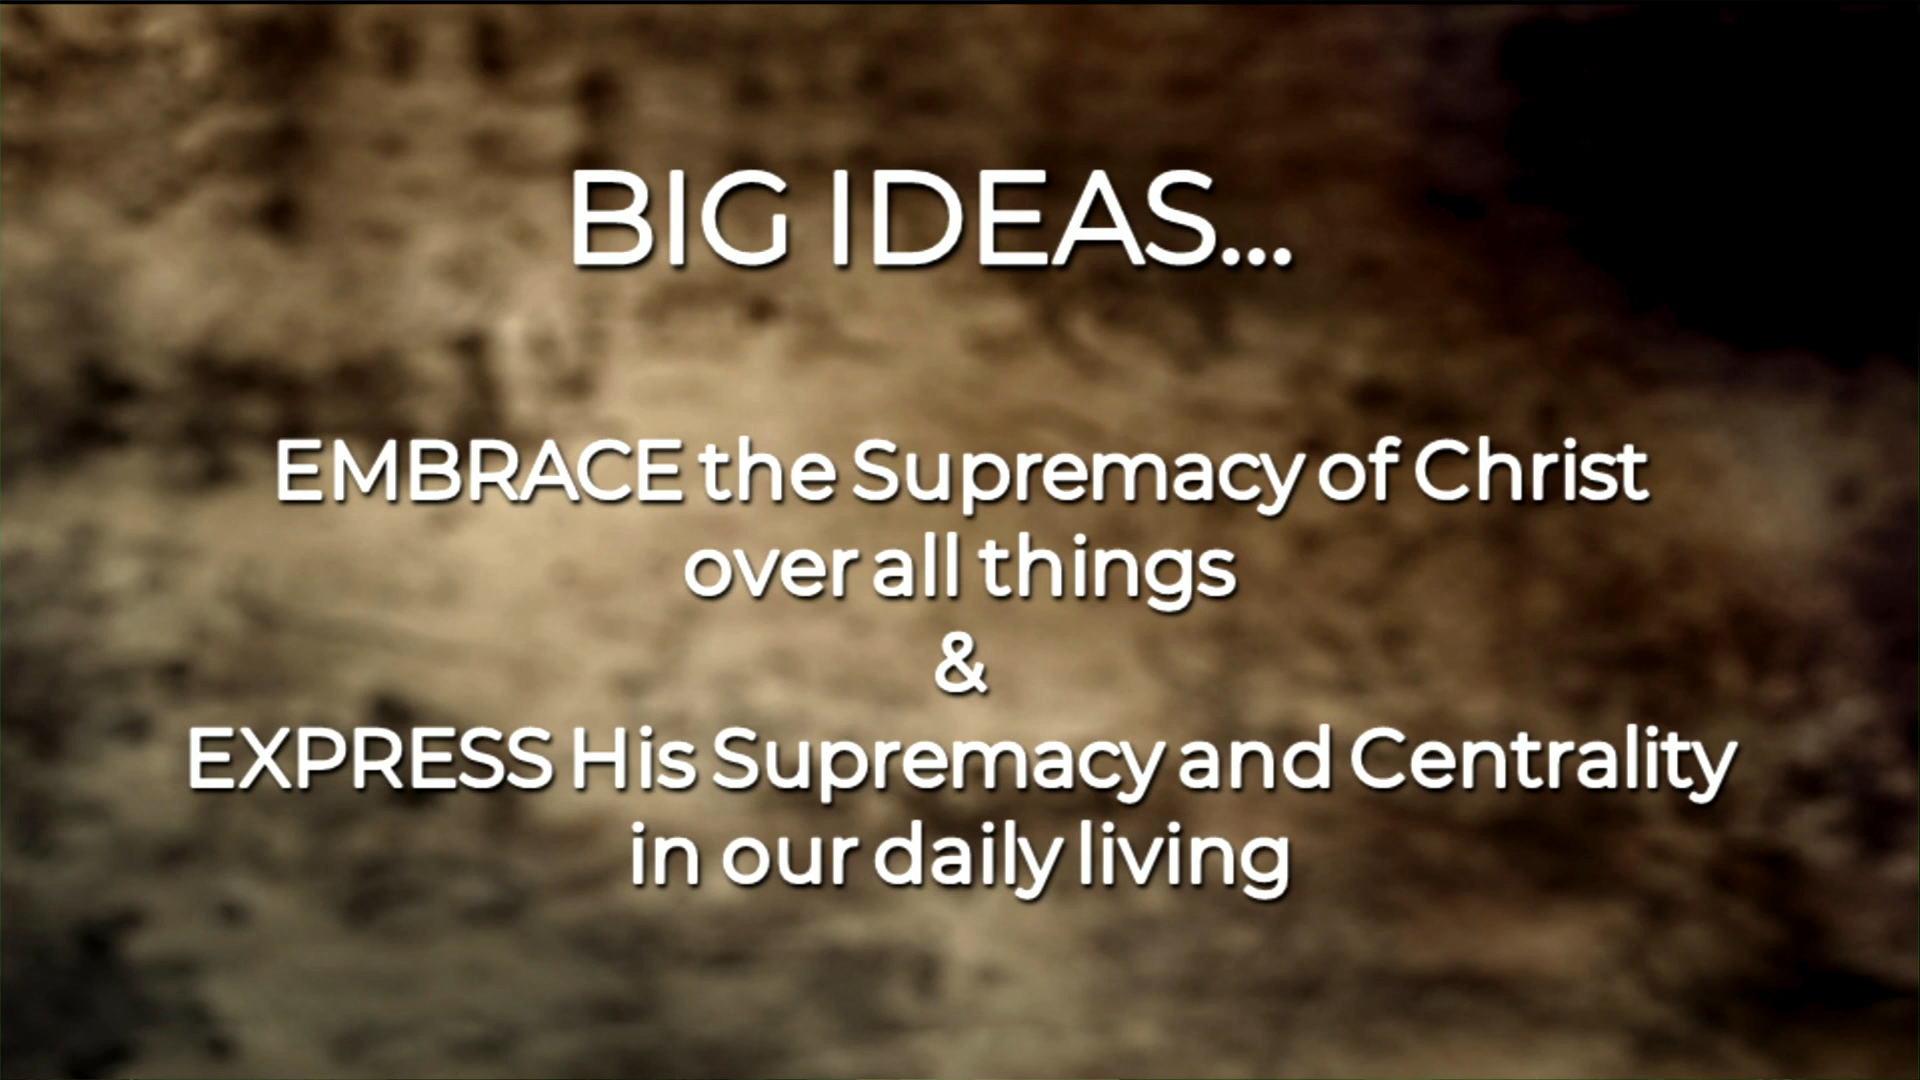 BIG IDEAS...
EMBRACE the Supremacy of Christ
over all things
&
EXPRESS His Supremacy and Centrality
in our daily living